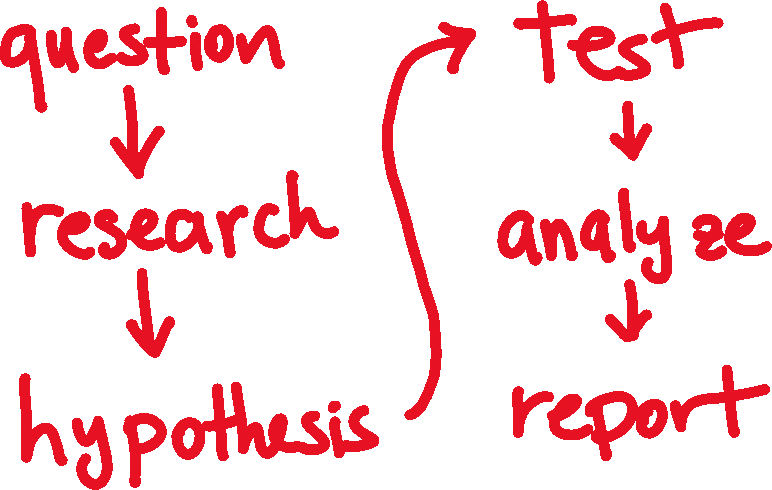 question
research
hypothesis
test
analyze
report